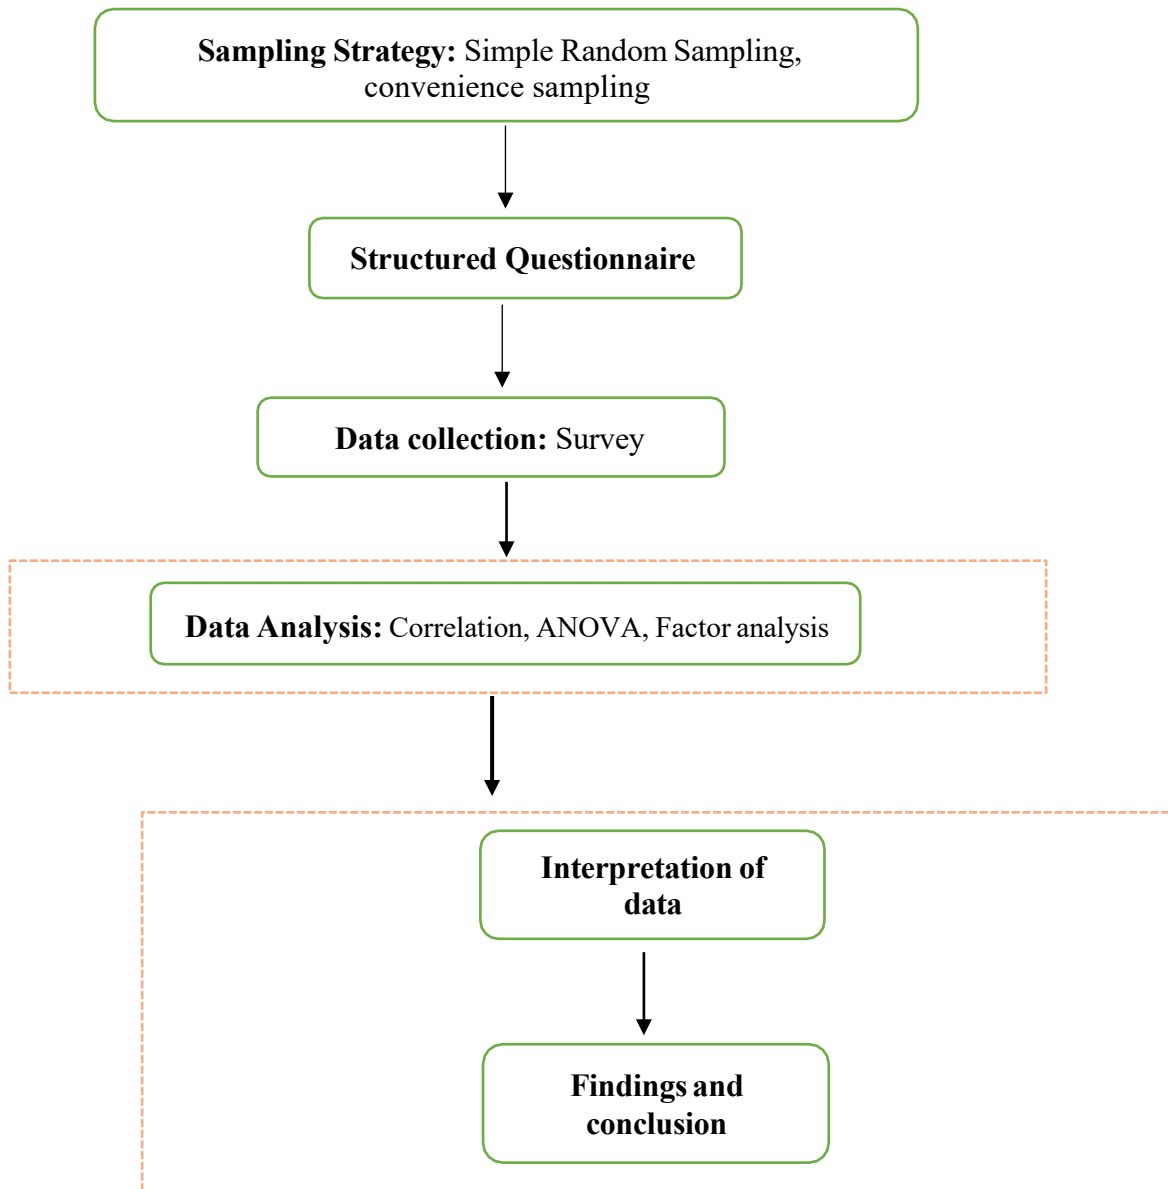 Sampling Strategy: Simple Random Sampling,
convenience sampling
Structured Questionnaire
Data collection: Survey
Data Analysis: Correlation, ANOVA, Factor analysis
Interpretation of
data
Findings and
conclusion